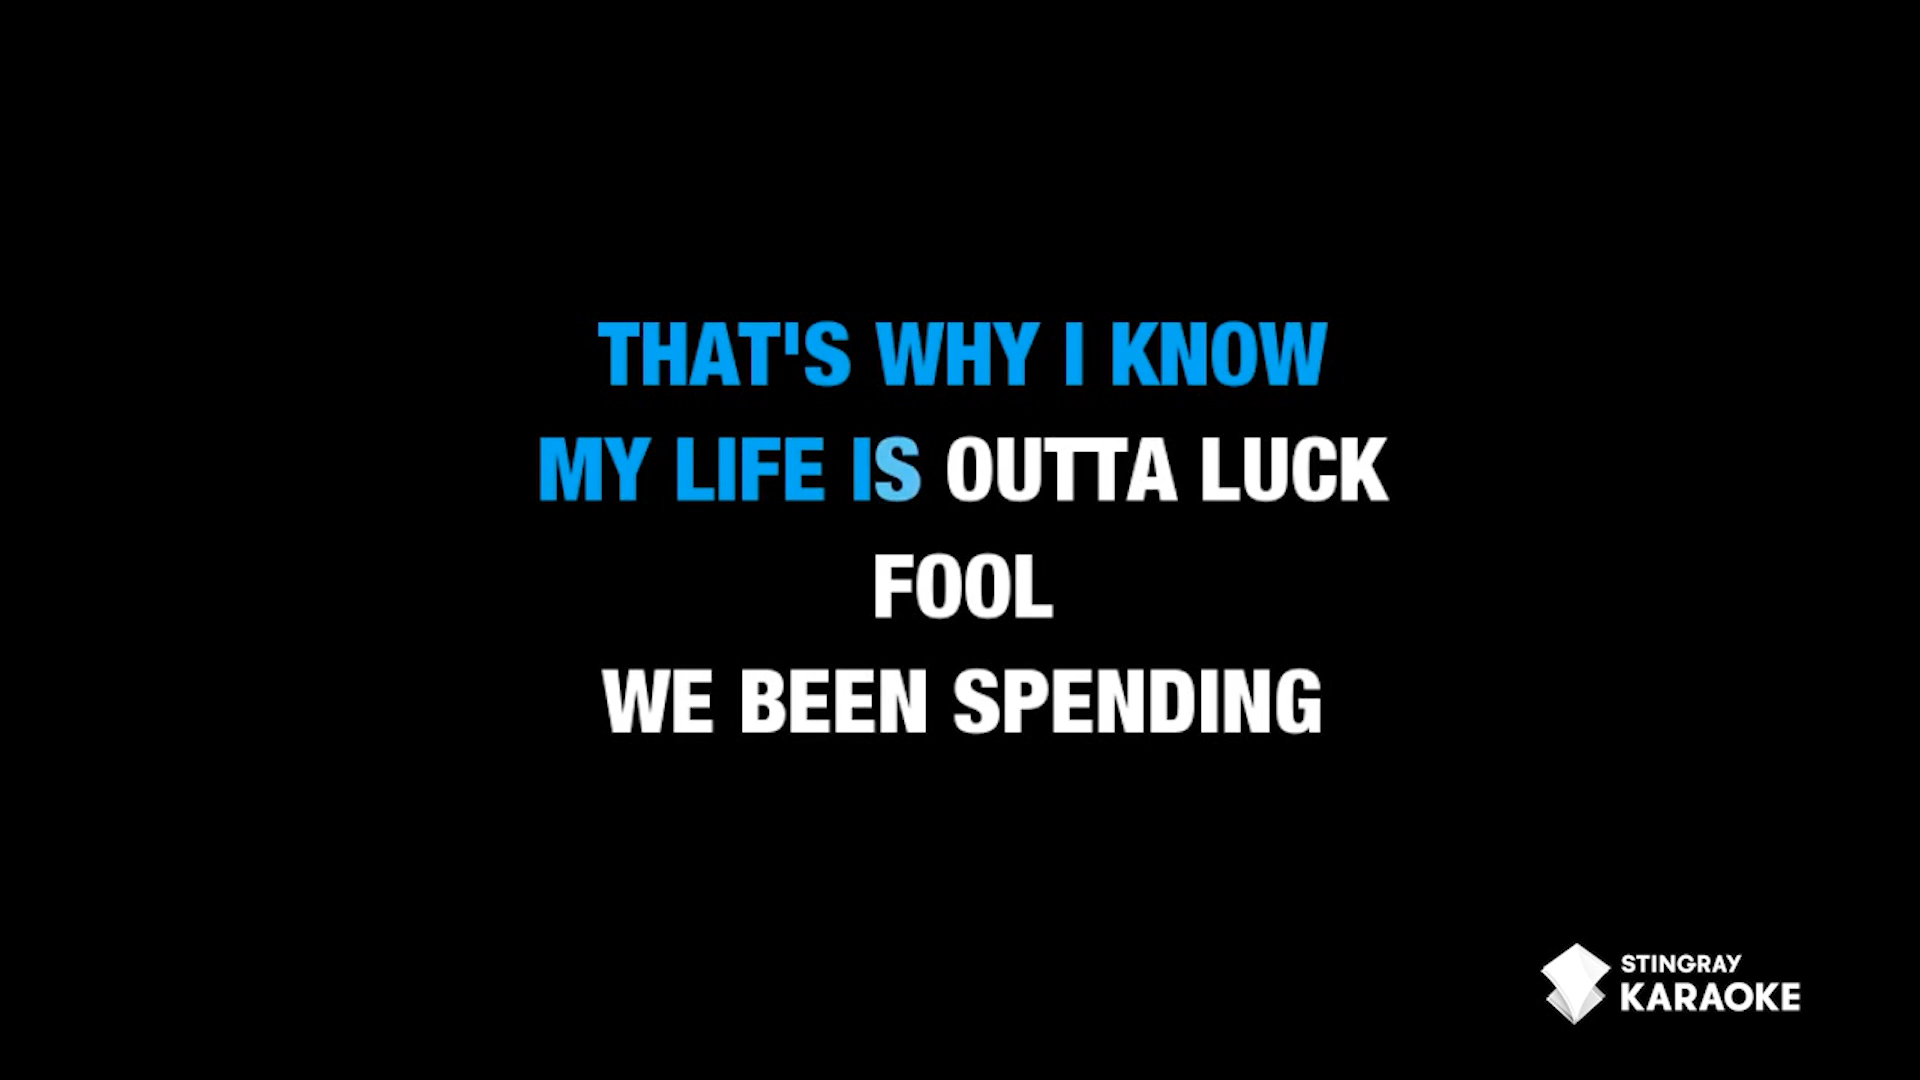 THAT'S WHY I KNOW
MY LIFE IS OUTTA LUCK
FOOL
WE BEEN SPENDING
STINGRAY
KARAOKE